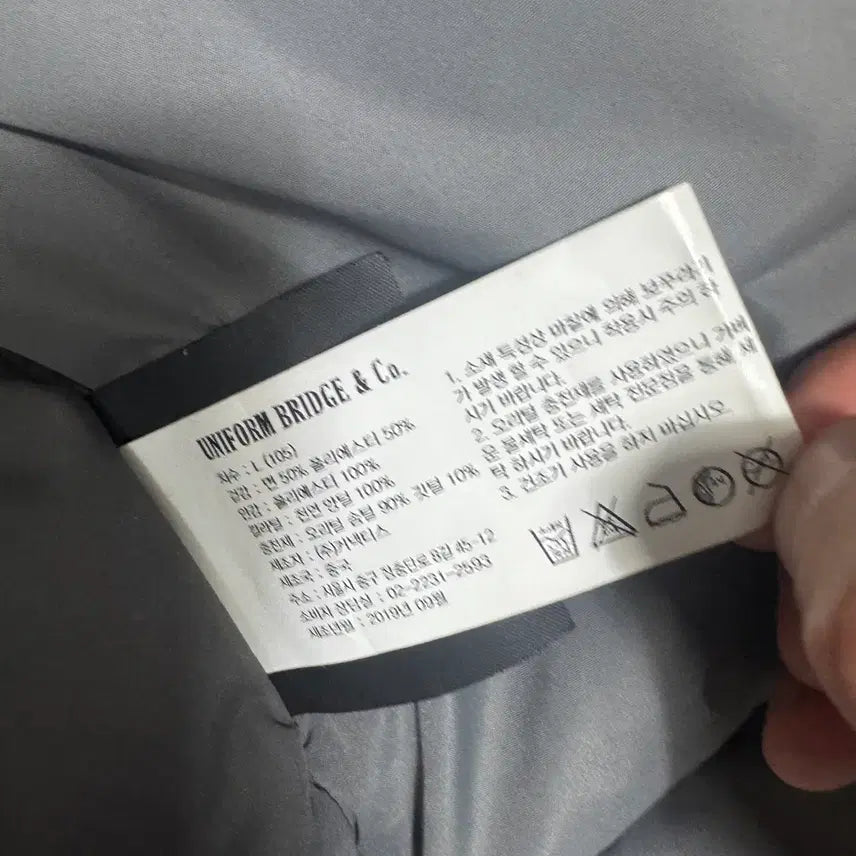 UNIFORM BRIDGE & Co.
치수 : L (105)
겉감 : 면 50% 폴리에스터 50%
안감 : 폴리에스터 100%
칼라털 : 천연 양털 100%
충전재 : 오리털 솜털 90% 깃털 10%
제조자 : (주)커넥티스
제조국 : 중국
주소 : 서울시 중구 전농단로 8길 45-12
소비자 상담실 : 02-2231-2593
제조년월 : 2019년 09월
1. 소재 특성상 마찰에 의해 보푸라기
가 발생 할 수 있으니 착용시 주의 하
시기 바랍니다.
2. 오리털 충전재를 사용하였으니 가벼
운 물세탁 또는 세탁 전문점을 통해 세
탁 하시기 바랍니다.
3. 건조기 사용을 하지 마십시오